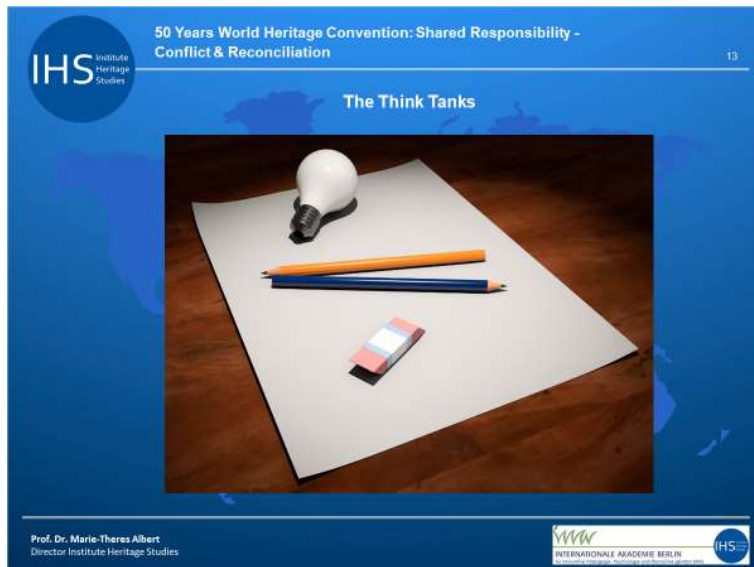 50 Years World Heritage Convention: Shared Responsibility -
Conflict & Reconciliation
13
IHS
Institute
Heritage
Studies
The Think Tanks
Prof. Dr. Marie-Theres Albert
Director Institute Heritage Studies
INTERNATIONALE AKADEMIE BERLIN
IHS